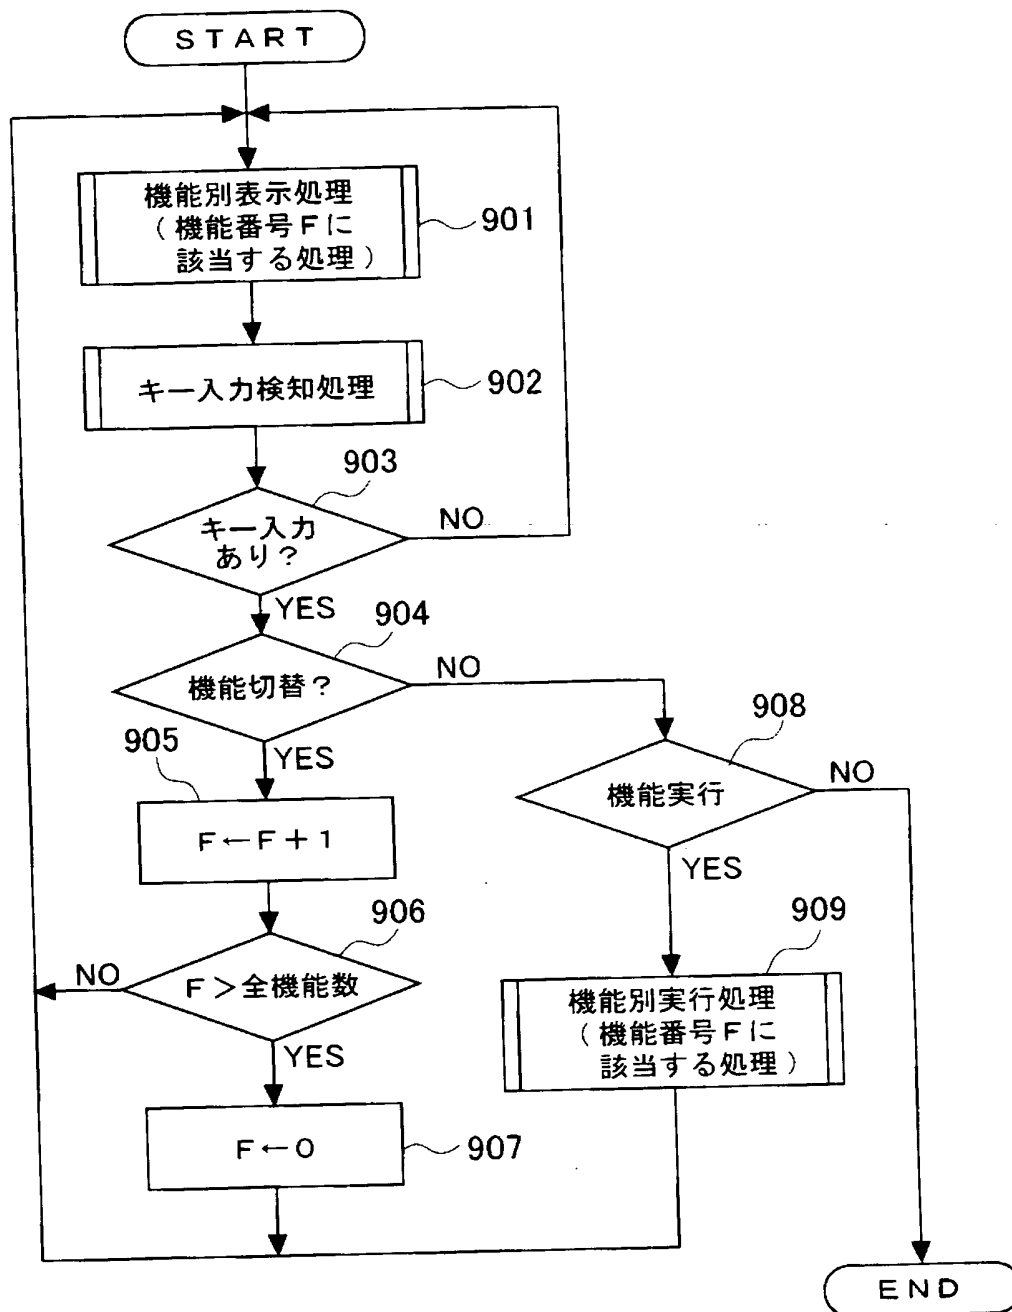 START
機能別表示処理
(機能番号Fに
該当する処理)
901
キー入力検知処理
902
903
キー入力
あり?
NO
YES
904
機能切替?
NO
YES
905
F←F+1
906
F>全機能数
NO
YES
F←0
907
908
機能実行
NO
YES
909
機能別実行処理
(機能番号Fに
該当する処理)
END